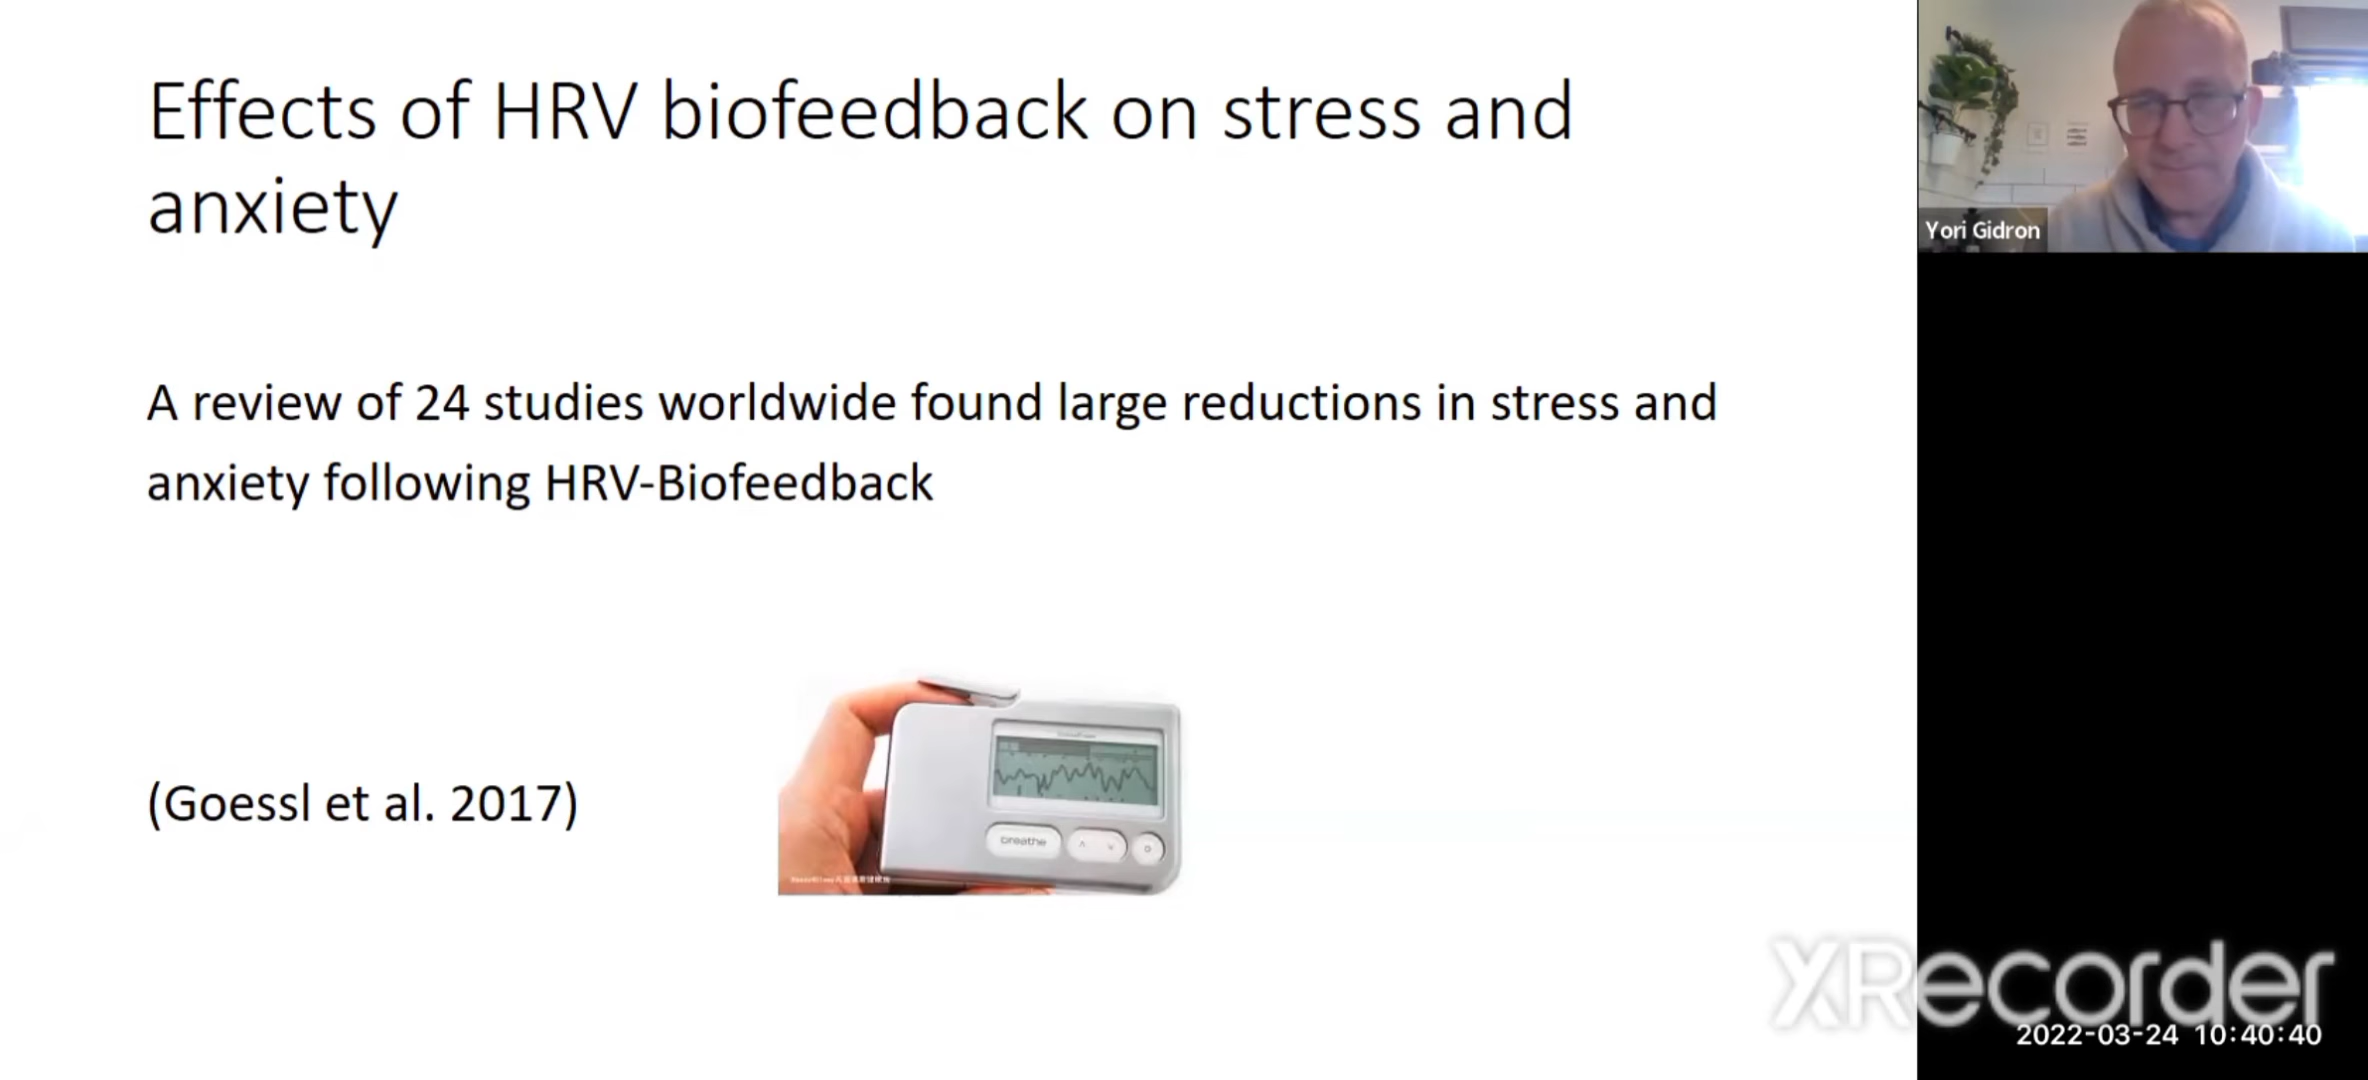 Effects of HRV biofeedback on stress and
anxiety
A review of 24 studies worldwide found large reductions in stress and
anxiety following HRV-Biofeedback
(Goessl et al. 2017)
breathe
Yori Gidron
XRecorder
2022-03-24 10:40:40